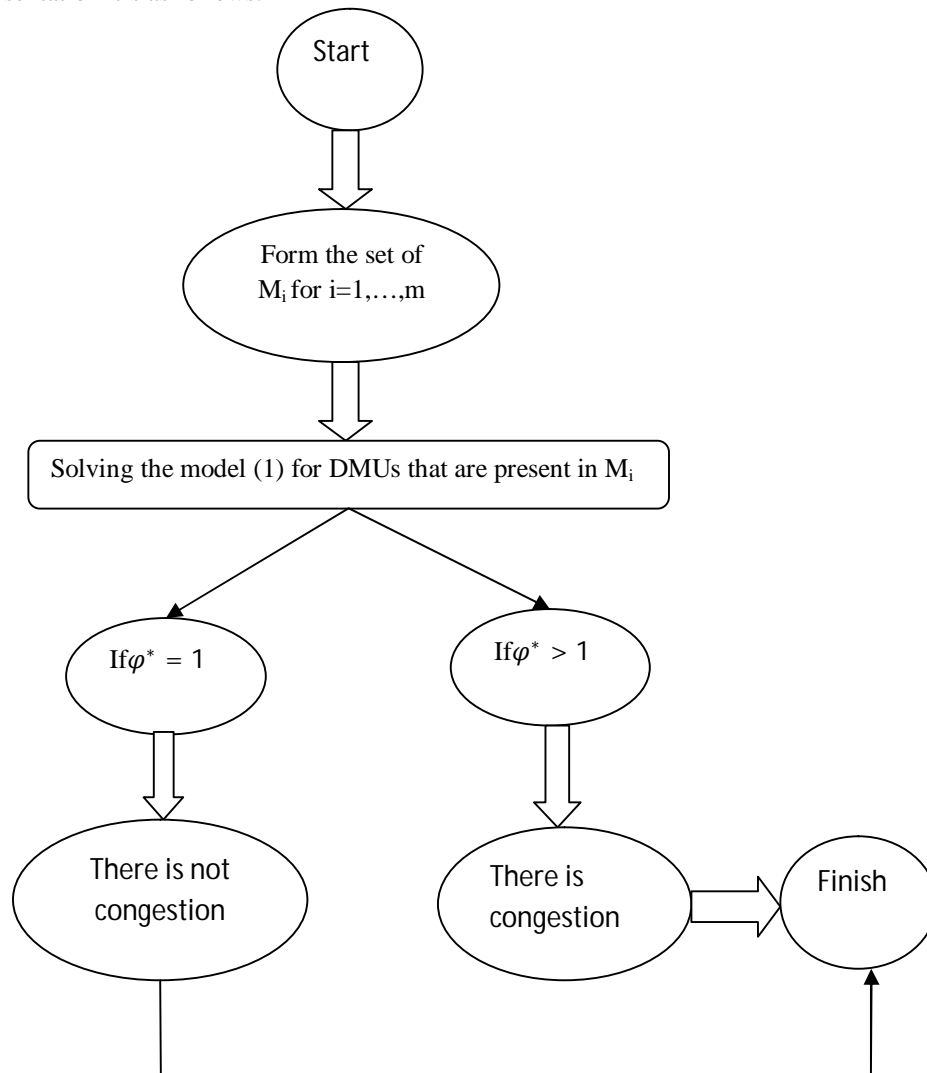 Start
Form the set of
Mᵢ for i=1,…,m
Solving the model (1) for DMUs that are present in Mᵢ
Ifφ* = 1
Ifφ* > 1
There is not
congestion
There is
congestion
Finish